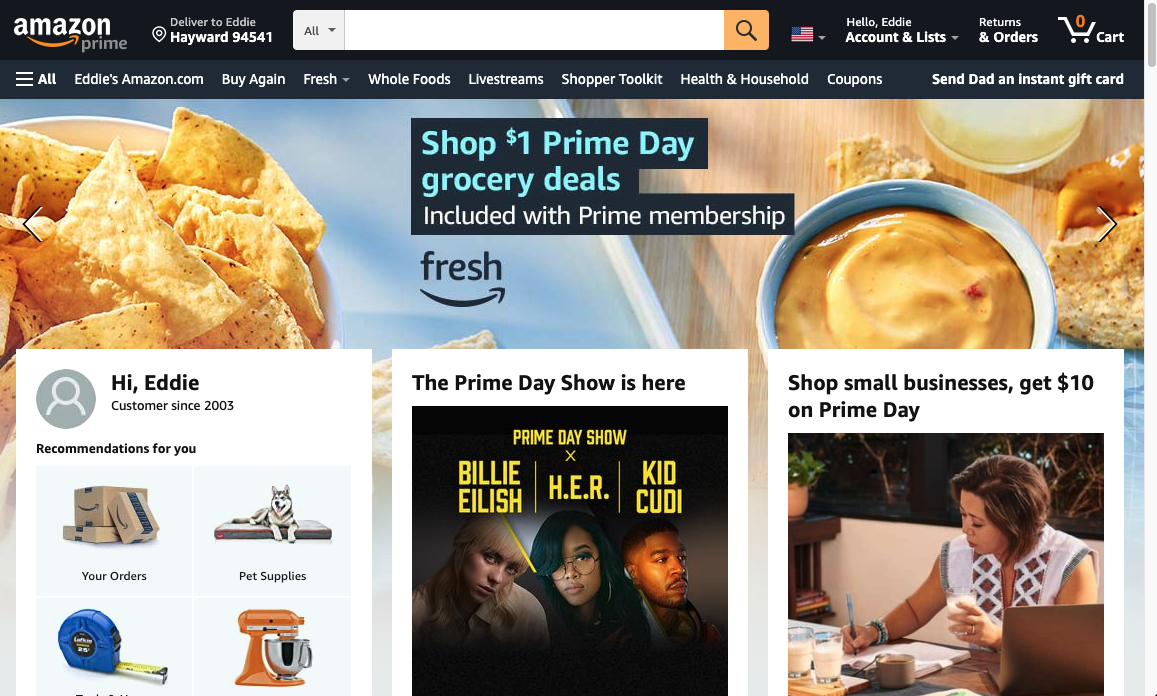 amazon
prime
Deliver to Eddie
Hayward 94541
All
Hello, Eddie
Account & Lists
Returns
& Orders
0
Cart
All
Eddie's Amazon.com
Buy Again
Fresh
Whole Foods
Livestreams
Shopper Toolkit
Health & Household
Coupons
Send Dad an instant gift card
Shop $1 Prime Day
grocery deals
Included with Prime membership
fresh
Hi, Eddie
Customer since 2003
Recommendations for you
Your Orders
Pet Supplies
Lufkin
25'
The Prime Day Show is here
PRIME DAY SHOW
X
BILLIE
EILISH
H.E.R.
KID
CUDI
Shop small businesses, get $10
on Prime Day